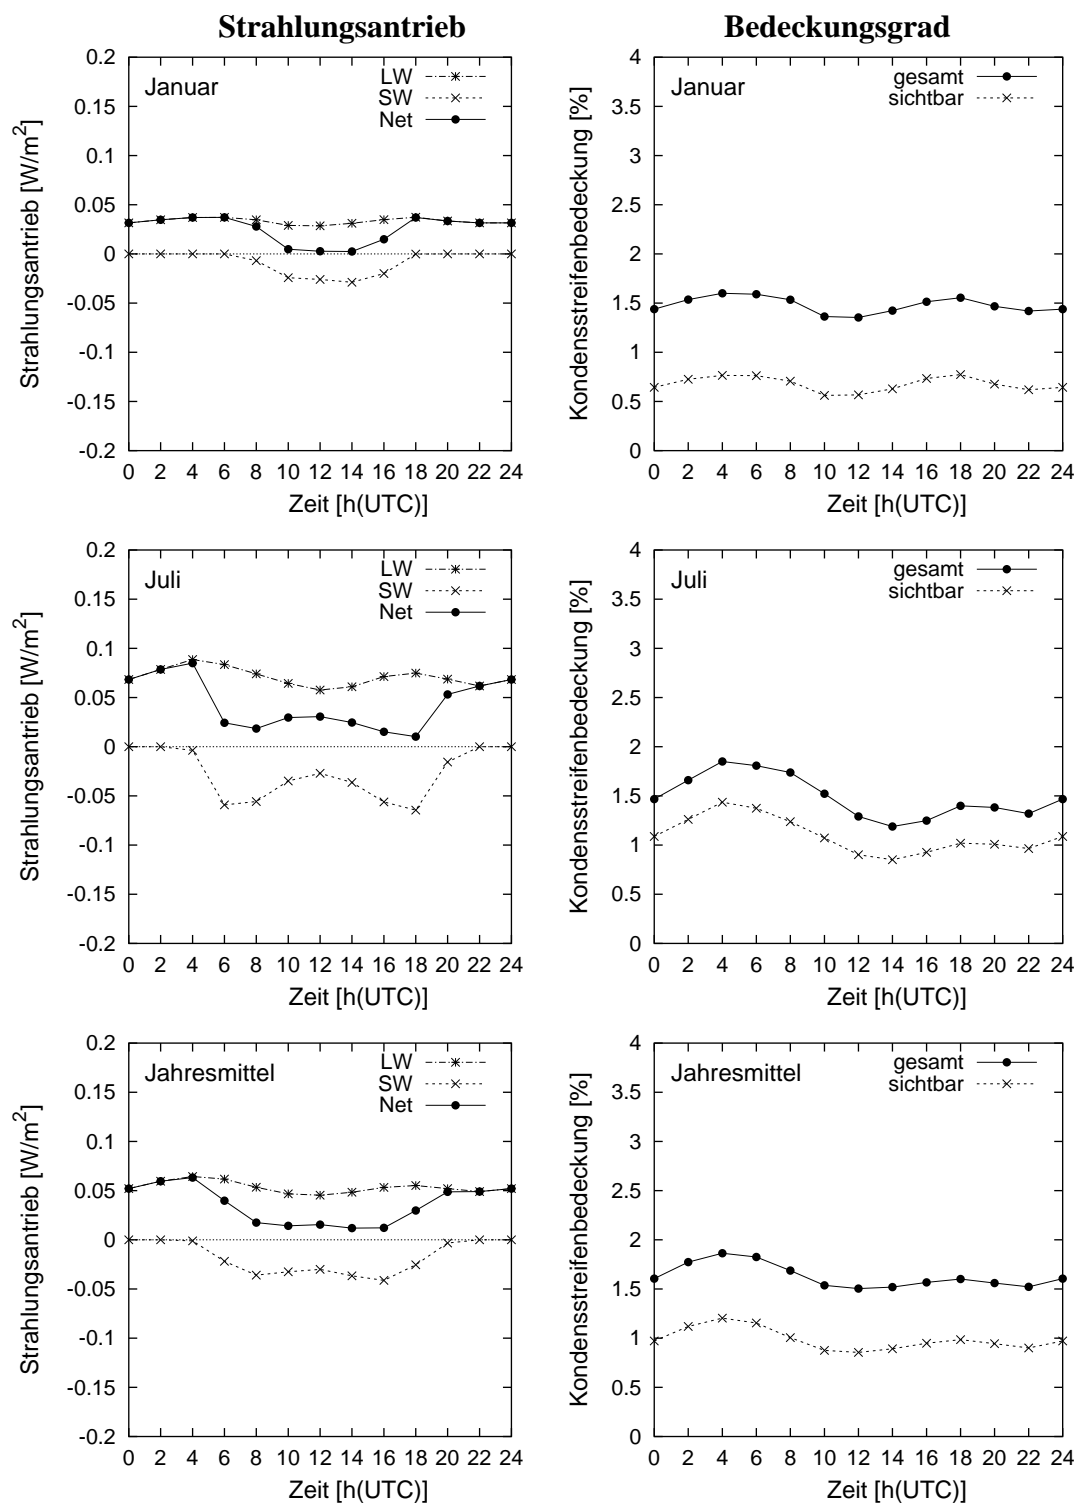 Strahlungsantrieb
Bedeckungsgrad
Strahlungsantrieb [W/m²]
0.2
0.15
0.1
0.05
0
-0.05
-0.1
-0.15
-0.2
Januar
LW
SW
Net
0 2 4 6 8 10 12 14 16 18 20 22 24
Zeit [h(UTC)]
Kondensstreifenbedeckung [%]
4
3.5
3
2.5
2
1.5
1
0.5
0
Januar
gesamt
sichtbar
0 2 4 6 8 10 12 14 16 18 20 22 24
Zeit [h(UTC)]
Strahlungsantrieb [W/m²]
0.2
0.15
0.1
0.05
0
-0.05
-0.1
-0.15
-0.2
Juli
LW
SW
Net
0 2 4 6 8 10 12 14 16 18 20 22 24
Zeit [h(UTC)]
Kondensstreifenbedeckung [%]
4
3.5
3
2.5
2
1.5
1
0.5
0
Juli
gesamt
sichtbar
0 2 4 6 8 10 12 14 16 18 20 22 24
Zeit [h(UTC)]
Strahlungsantrieb [W/m²]
0.2
0.15
0.1
0.05
0
-0.05
-0.1
-0.15
-0.2
Jahresmittel
LW
SW
Net
0 2 4 6 8 10 12 14 16 18 20 22 24
Zeit [h(UTC)]
Kondensstreifenbedeckung [%]
4
3.5
3
2.5
2
1.5
1
0.5
0
Jahresmittel
gesamt
sichtbar
0 2 4 6 8 10 12 14 16 18 20 22 24
Zeit [h(UTC)]